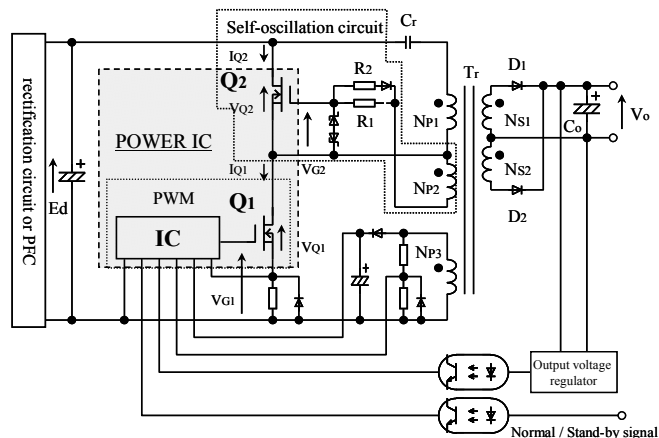 Self-oscillation circuit
Cr
IQ2
R2
D1
Tr
Q2
VQ2
R1
NP1
NS1
Co
Vo
rectification circuit or PFC
POWER IC
Ed
IQ1
VG2
NP2
NS2
D2
PWM
Q1
IC
VQ1
NP3
VG1
Output voltage
regulator
Normal / Stand-by signal